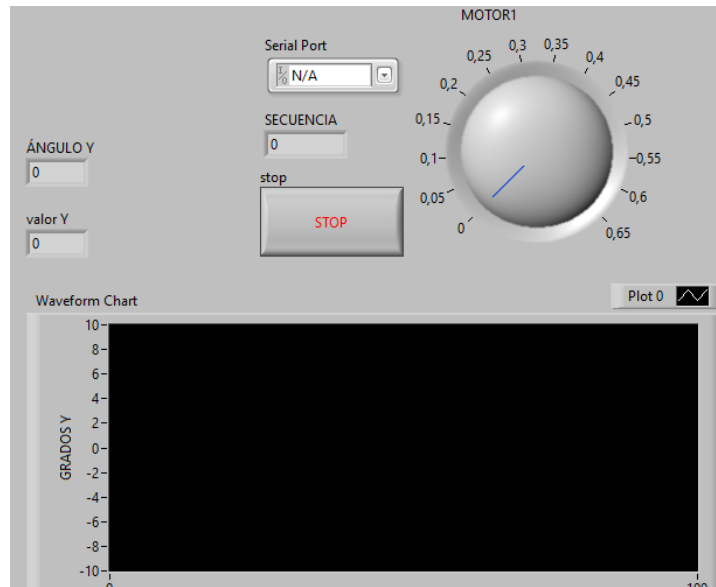 MOTOR1
Serial Port
I/O N/A
SECUENCIA
0
stop
STOP
ÁNGULO Y
0
valor Y
0
0
0,05
0,1
0,15
0,2
0,25
0,3
0,35
0,4
0,45
0,5
0,55
0,6
0,65
Waveform Chart
Plot 0
GRADOS Y
10
8
6
4
2
0
-2
-4
-6
-8
-10
0
100